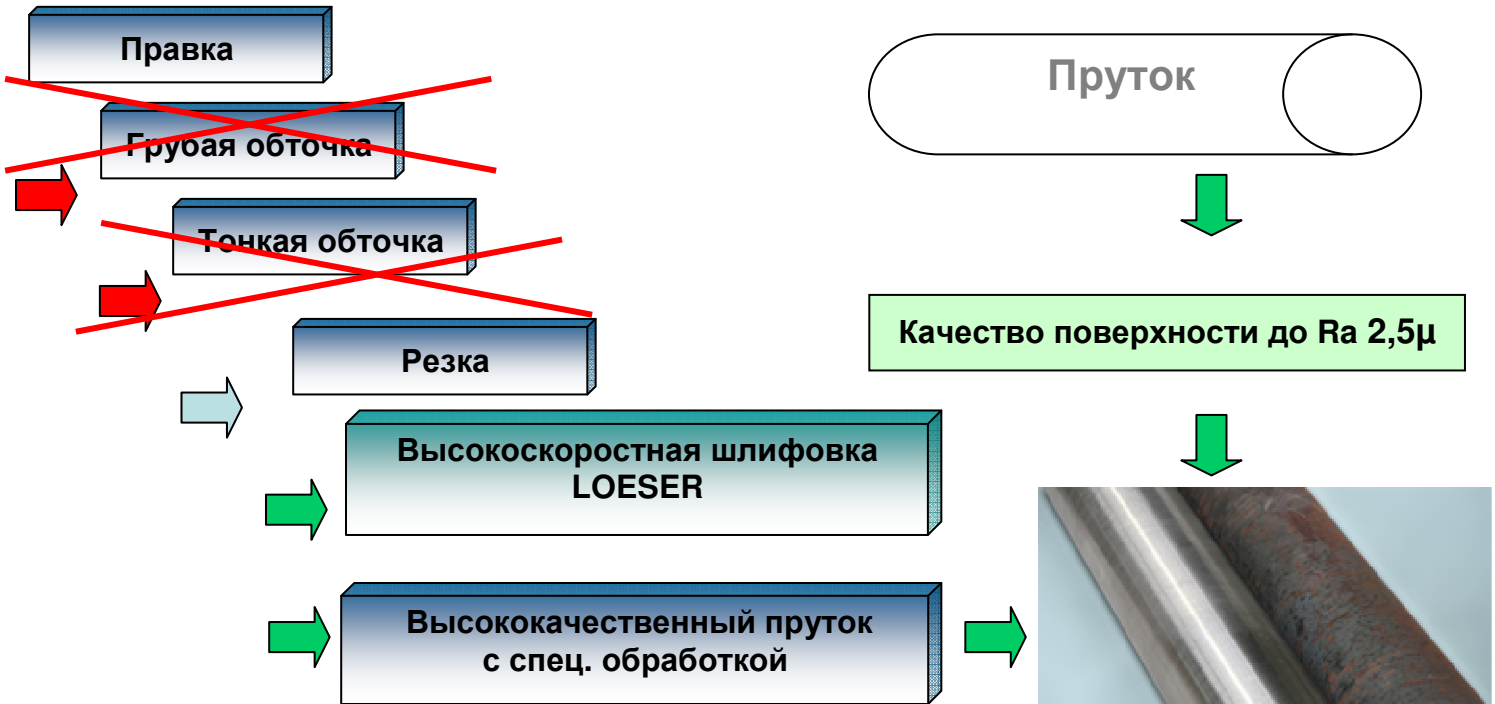 Правка
Грубая обточка
Тонкая обточка
Резка
Высокоскоростная шлифовка
LOESER
Высококачественный пруток
с спец. обработкой
Пруток
Качество поверхности до Ra 2,5µ